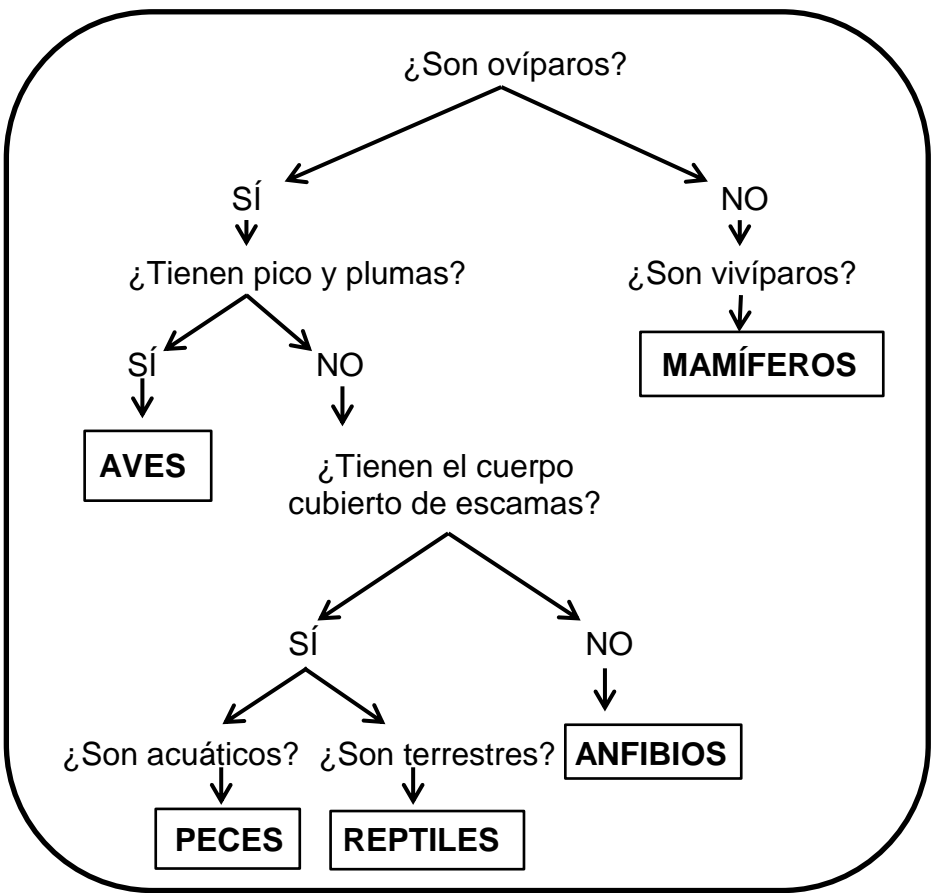 ¿Son ovíparos?
SÍ
NO
¿Tienen pico y plumas?
¿Son vivíparos?
SÍ
NO
MAMÍFEROS
AVES
¿Tienen el cuerpo
cubierto de escamas?
SÍ
NO
¿Son acuáticos?
¿Son terrestres?
ANFIBIOS
PECES
REPTILES